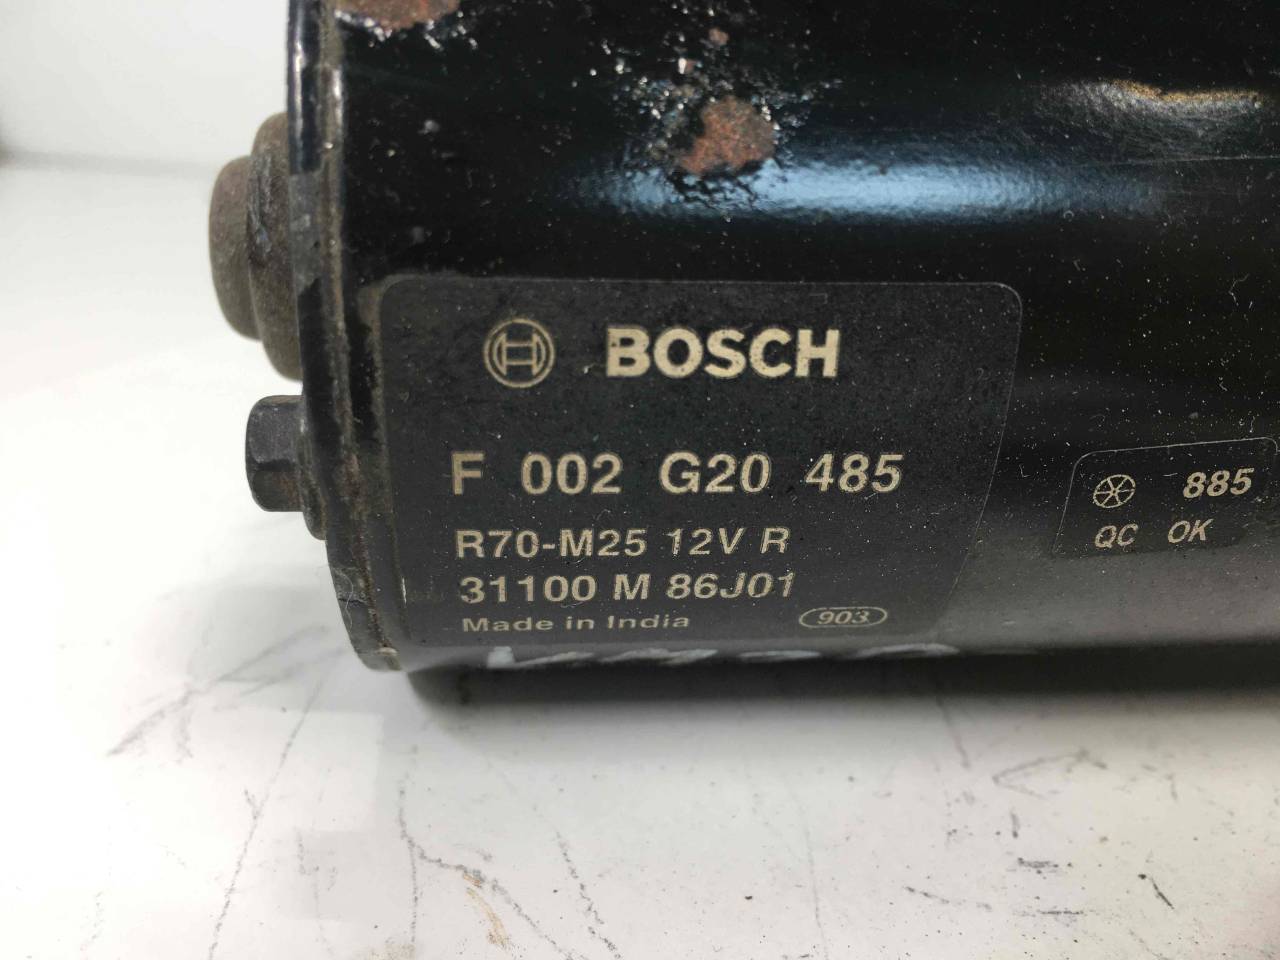 BOSCH
F 002 G20 485
R70-M25 12V R
31100 M 86J01
Made in India 903
885
QC OK